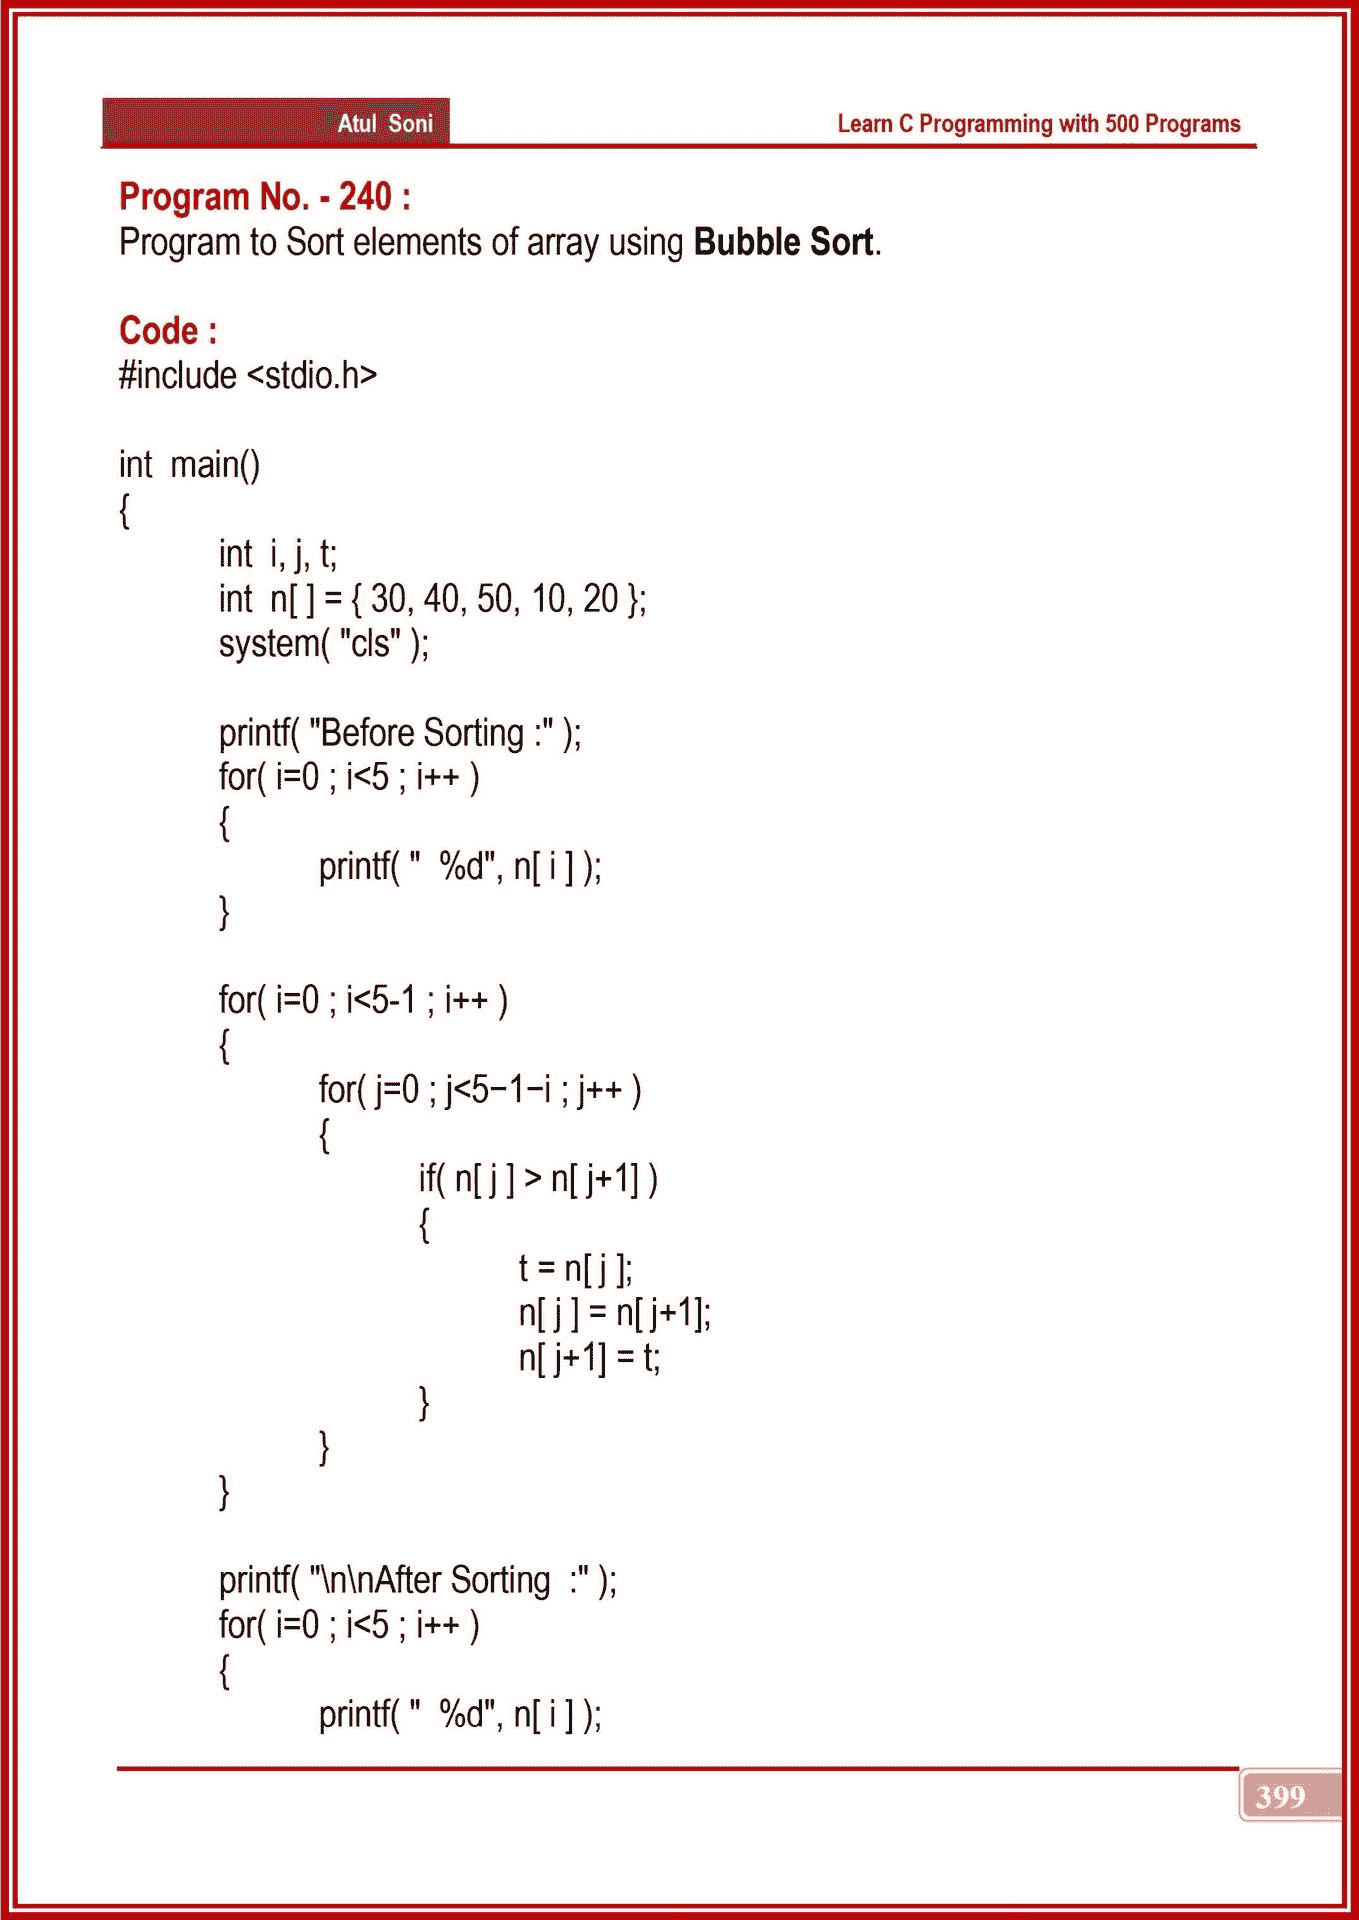 Atul  Soni
Learn C Programming with 500 Programs
Program No. - 240 :
Program to Sort elements of array using Bubble Sort.
Code :
#include <stdio.h>
int  main()
{
int  i, j, t;
int  n[ ] = { 30, 40, 50, 10, 20 };
system( "cls" );
printf( "Before Sorting :" );
for( i=0 ; i<5 ; i++ )
{
printf( "  %d", n[ i ] );
}
for( i=0 ; i<5-1 ; i++ )
{
for( j=0 ; j<5−1−i ; j++ )
{
if( n[ j ] > n[ j+1] )
{
t = n[ j ];
n[ j ] = n[ j+1];
n[ j+1] = t;
}
}
}
printf( "\n\nAfter Sorting  :" );
for( i=0 ; i<5 ; i++ )
{
printf( "  %d", n[ i ] );
399